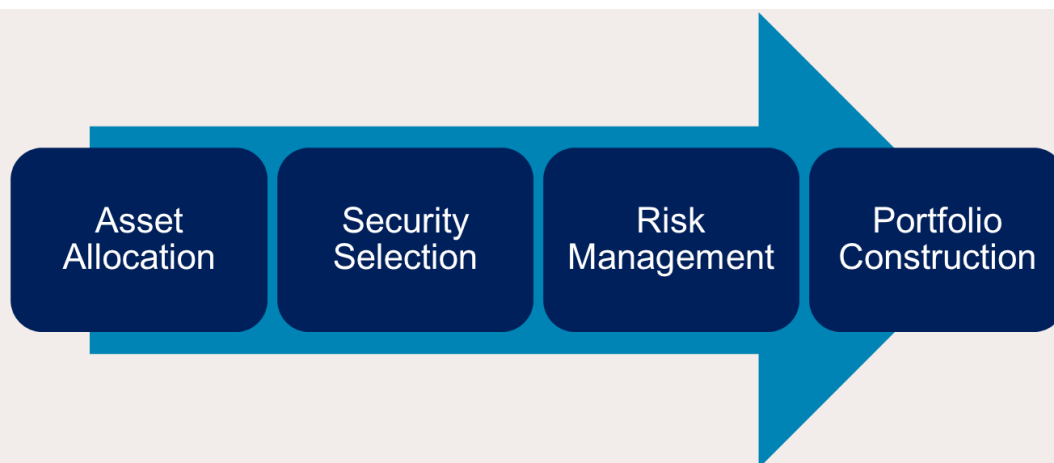 Asset
Allocation
Security
Selection
Risk
Management
Portfolio
Construction